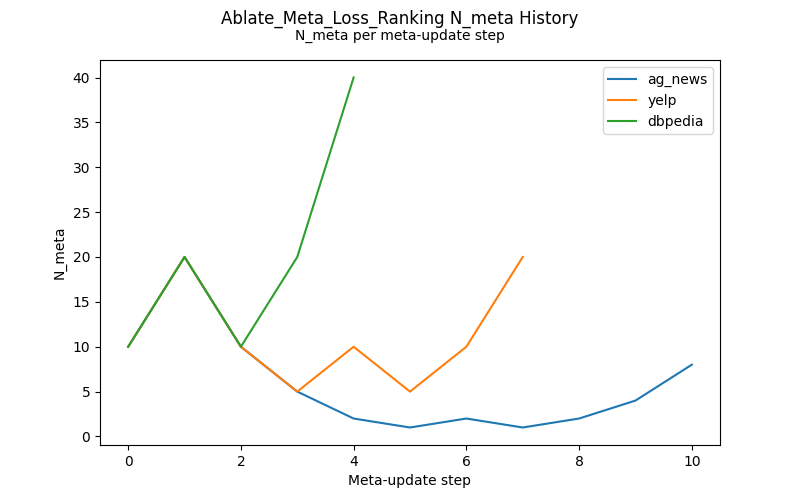 Ablate_Meta_Loss_Ranking N_meta History
N_meta per meta-update step
ag_news
yelp
dbpedia
N_meta
40
35
30
25
20
15
10
5
0
0 2 4 6 8 10
Meta-update step